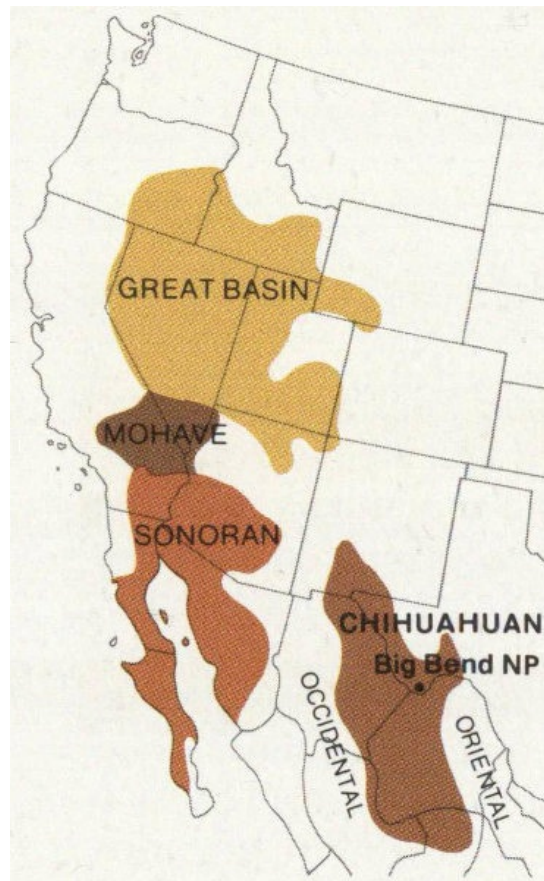 GREAT BASIN
MOHAVE
SONORAN
CHIHUAHUAN
Big Bend NP
OCCIDENTAL
ORIENTAL